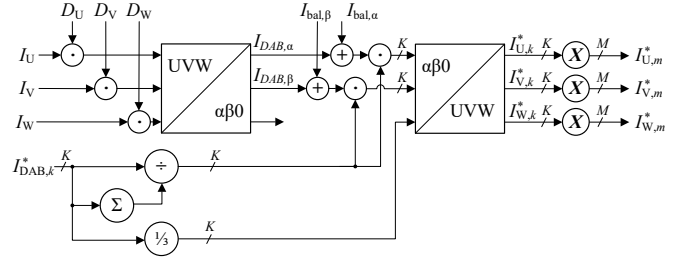 D_U D_V D_W I_bal,β I_bal,α
I_U I_DAB,α + · K I*_U,k K X M I*_U,m
UVW αβ0
I_V I_DAB,β + · K I*_V,k K X M I*_V,m
αβ0 UVW
I_W I*_W,k K X M I*_W,m
I*_DAB,k K ÷ K
Σ
⅓ K